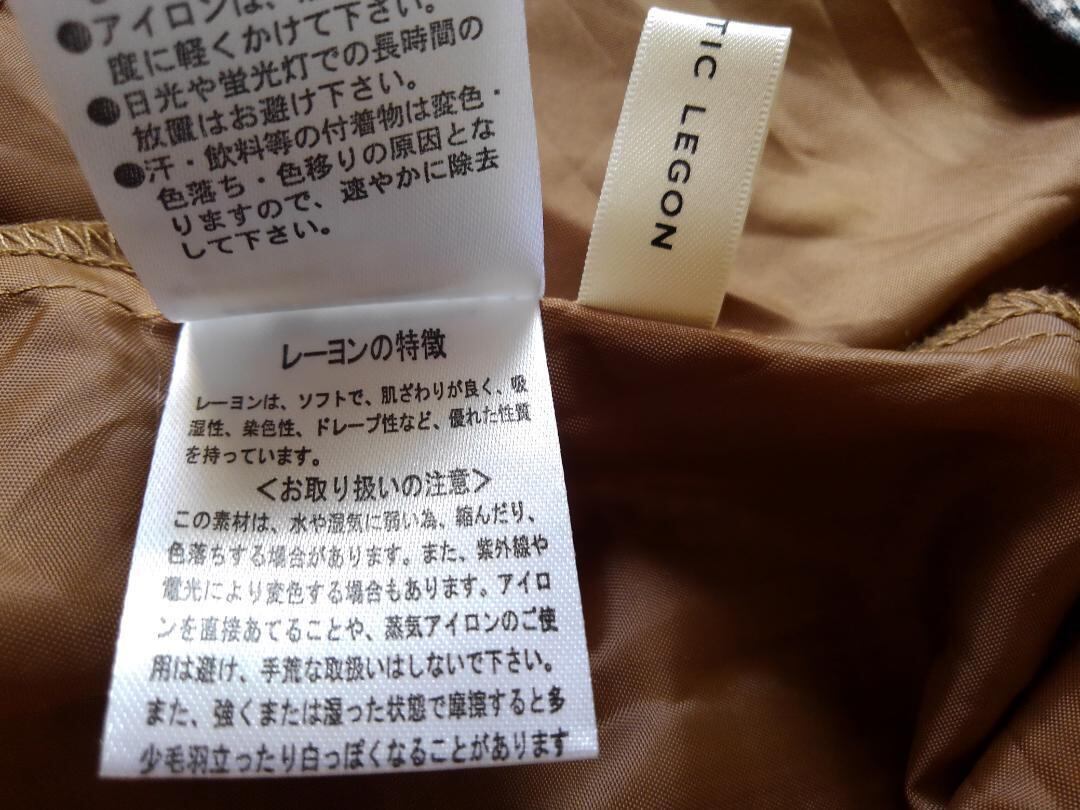 アイロンは、
度に軽くかけて下さい。
●日光や蛍光灯での長時間の
放置はお避け下さい。
●汗・飲料等の付着物は変色・
色落ち・色移りの原因とな
りますので、速やかに除去
して下さい。
TIC LEGON
レーヨンの特徴
レーヨンは、ソフトで、肌ざわりが良く、吸
湿性、染色性、ドレープ性など、優れた性質
を持っています。
＜お取り扱いの注意＞
この素材は、水や湿気に弱い為、縮んだり、
色落ちする場合があります。また、紫外線や
電光により変色する場合もあります。アイロ
ンを直接あてることや、蒸気アイロンのご使
用は避け、手荒な取扱いはしないで下さい。
また、強くまたは湿った状態で摩擦すると多
少毛羽立ったり白っぽくなることがあります